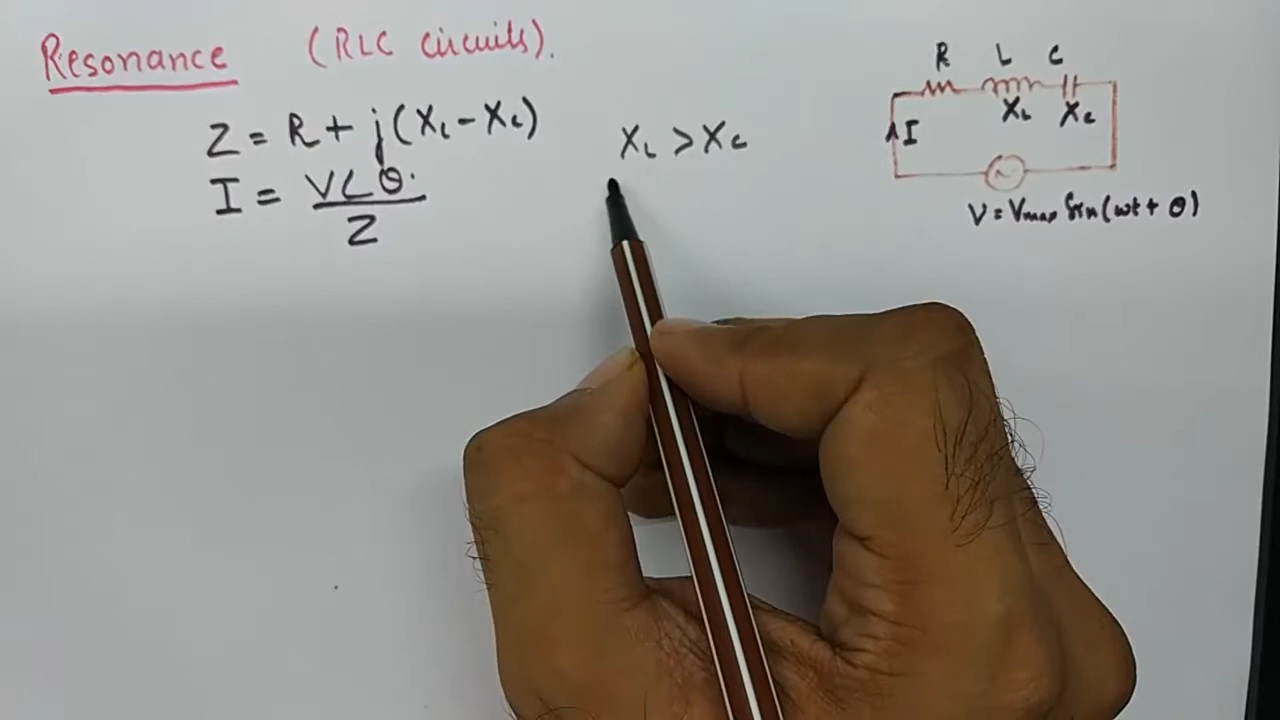 Resonance (RLC circuits).
Z = R + j(XL - XC)
I = V∠θ. / Z
XL > XC
R L C
XL XC
I
~
V = Vmax Sin(ωt + θ)